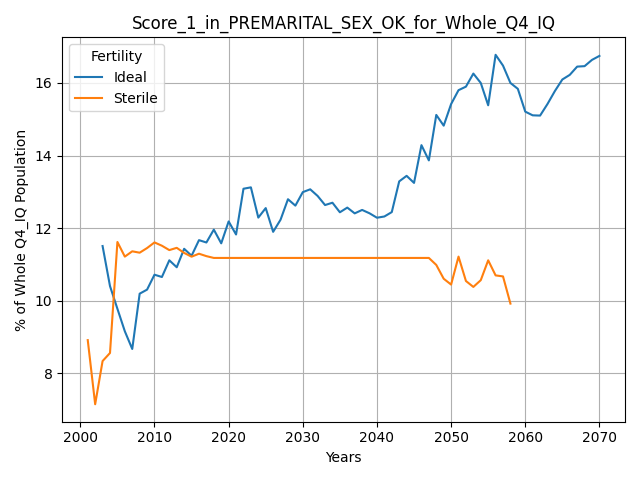 Score_1_in_PREMARITAL_SEX_OK_for_Whole_Q4_IQ
Fertility
Ideal
Sterile
% of Whole Q4_IQ Population
16
14
12
10
8
2000 2010 2020 2030 2040 2050 2060 2070
Years